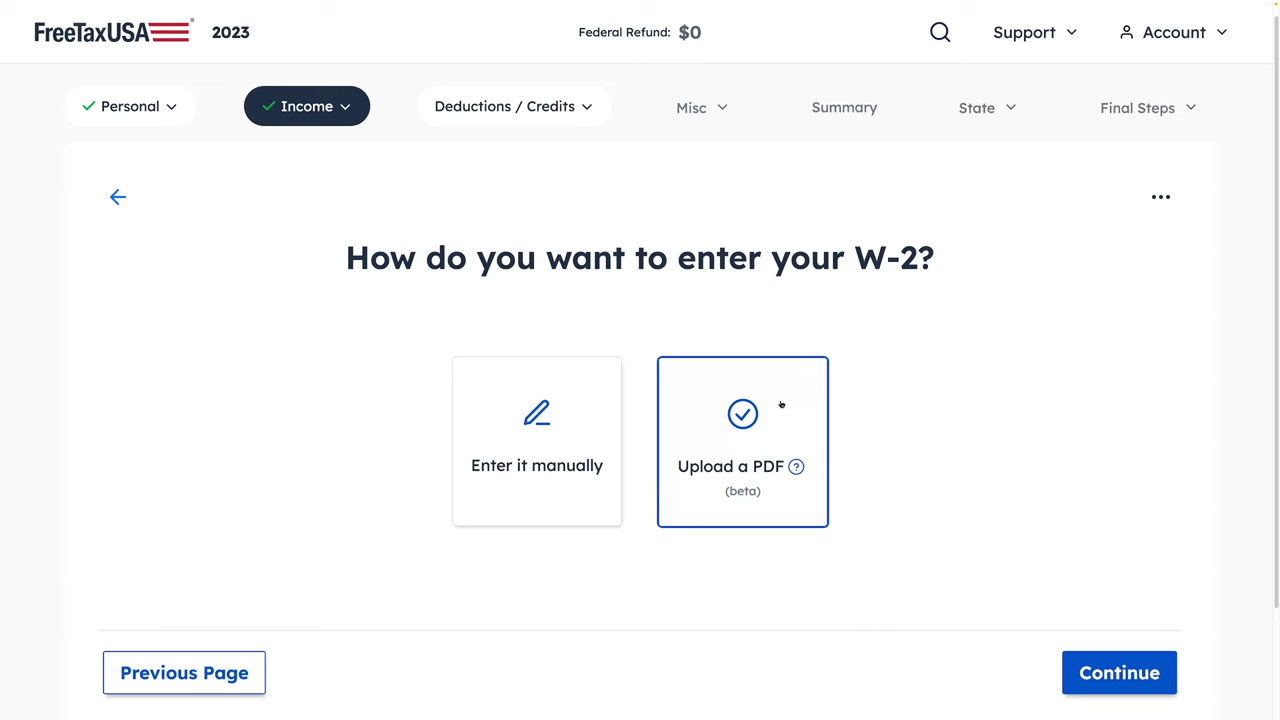 FreeTaxUSA® 2023 Federal Refund: $0 Support Account
Personal Income Deductions / Credits Misc Summary State Final Steps
How do you want to enter your W-2?
Enter it manually
Upload a PDF ?
(beta)
Previous Page Continue